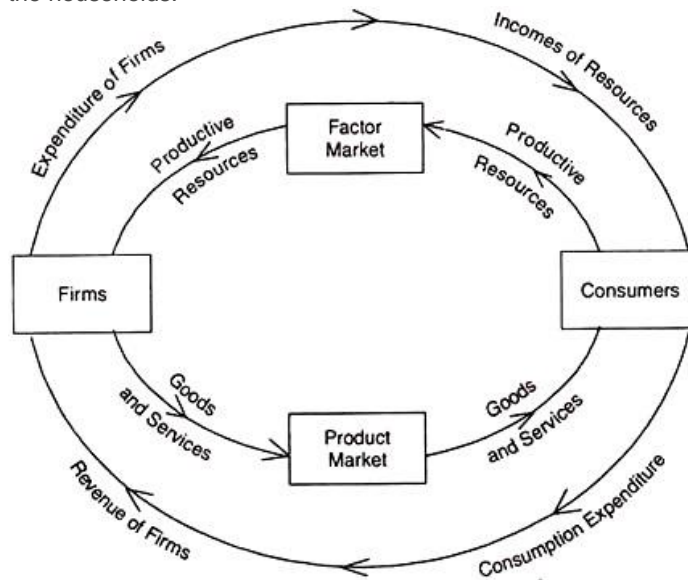 the households.
Expenditure of Firms
Incomes of Resources
Productive
Resources
Factor
Market
Productive
Resources
Firms
Consumers
Goods
and Services
Product
Market
Goods
and Services
Revenue of Firms
Consumption Expenditure